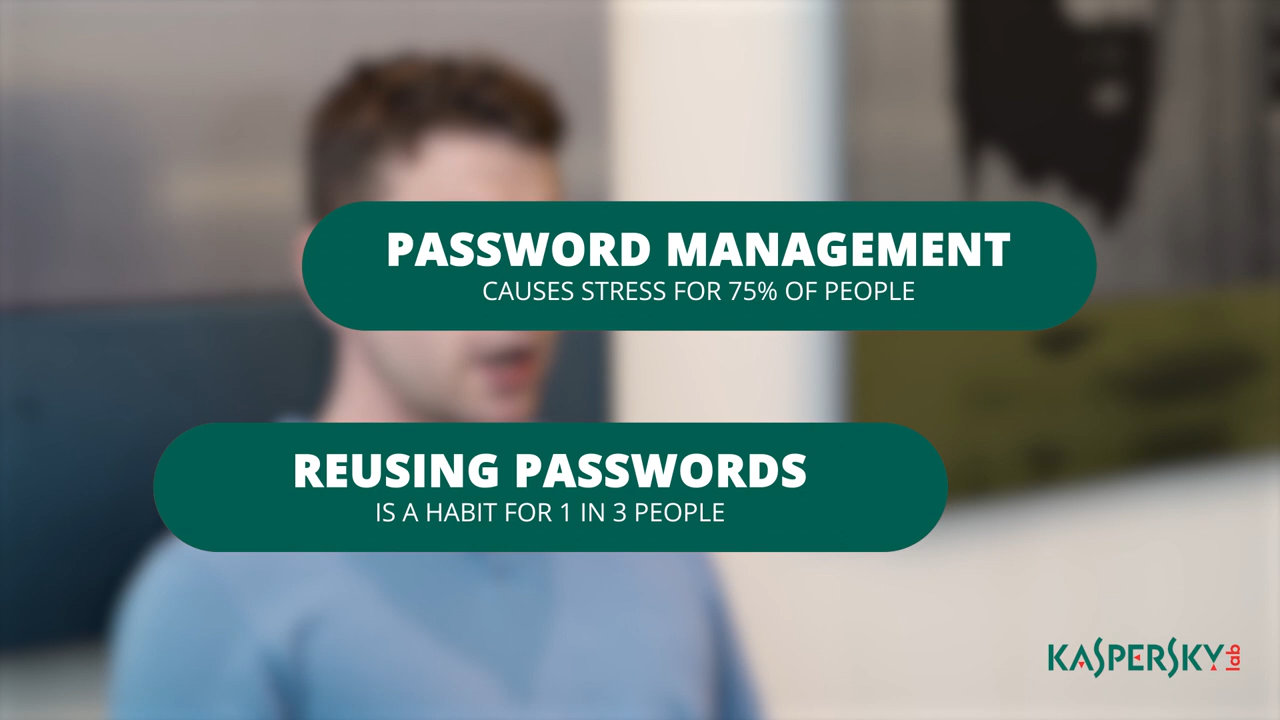 PASSWORD MANAGEMENT
CAUSES STRESS FOR 75% OF PEOPLE
REUSING PASSWORDS
IS A HABIT FOR 1 IN 3 PEOPLE
KASPERSKY lab